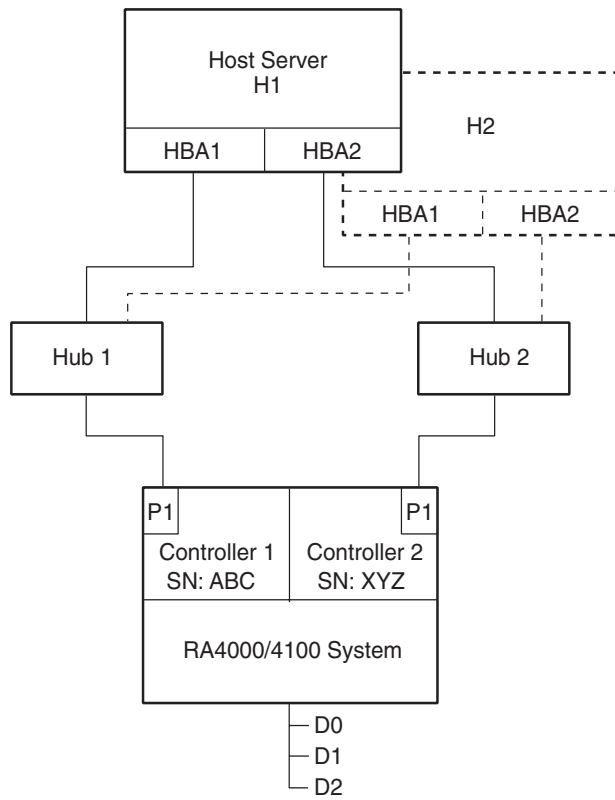 Host Server
H1
HBA1
HBA2
H2
HBA1
HBA2
Hub 1
Hub 2
P1
P1
Controller 1
SN: ABC
Controller 2
SN: XYZ
RA4000/4100 System
D0
D1
D2